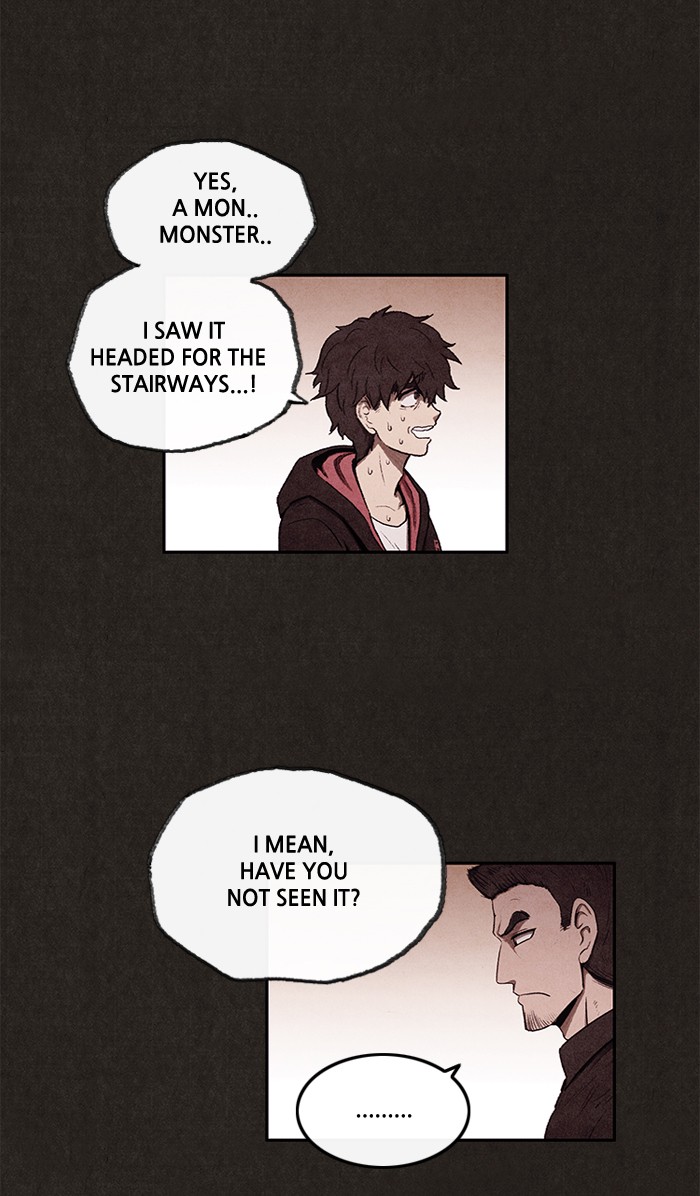 YES,
A MON..
MONSTER..
I SAW IT
HEADED FOR THE
STAIRWAYS...!
I MEAN,
HAVE YOU
NOT SEEN IT?
.........